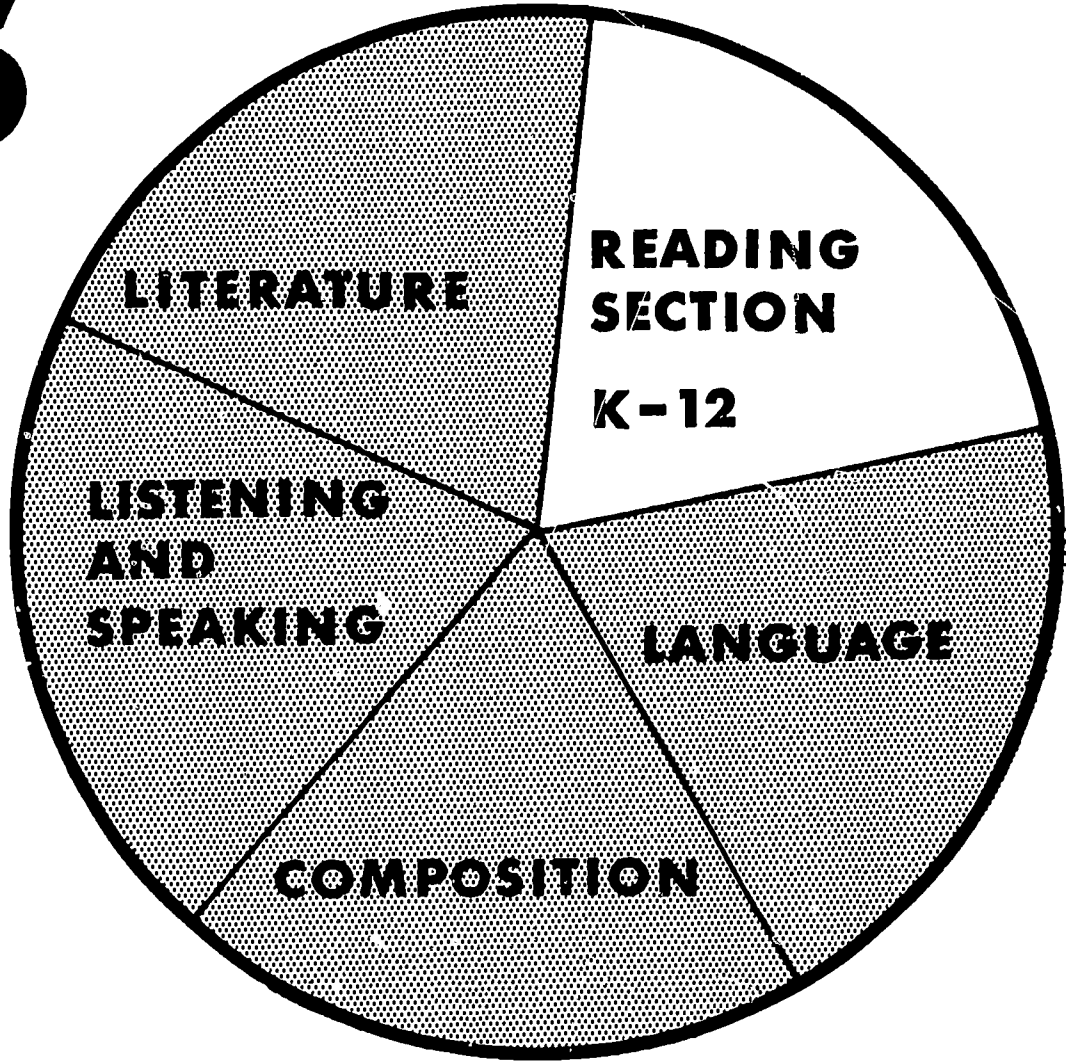 LITERATURE
READING
SECTION
K-12
LISTENING
AND
SPEAKING
LANGUAGE
COMPOSITION